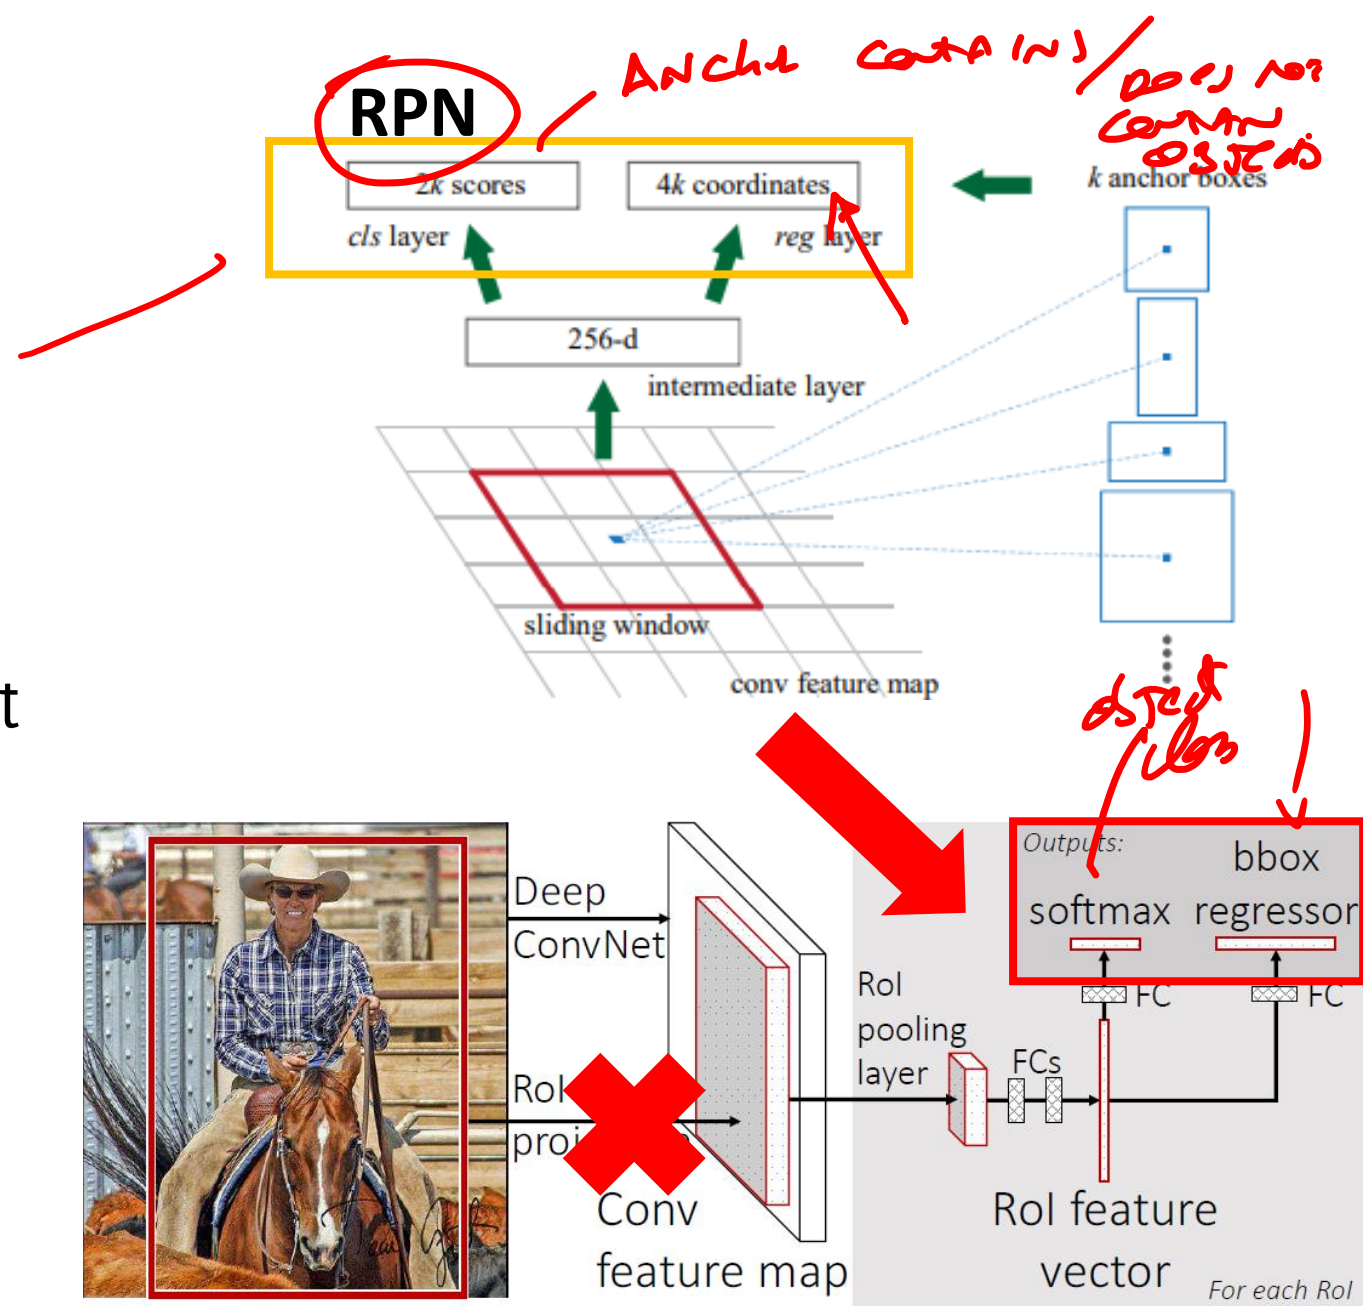 ANCHR CONTAINS/
DOES NOT
CONTAIN
OBJECTS
RPN
2k scores
4k coordinates
k anchor boxes
cls layer
reg layer
256-d
intermediate layer
sliding window
conv feature map
t
object
class
Outputs:
bbox
softmax
regressor
Deep
ConvNet
FC
FC
RoI
pooling
layer
FCs
RoI
Conv
feature map
RoI feature
vector
For each RoI